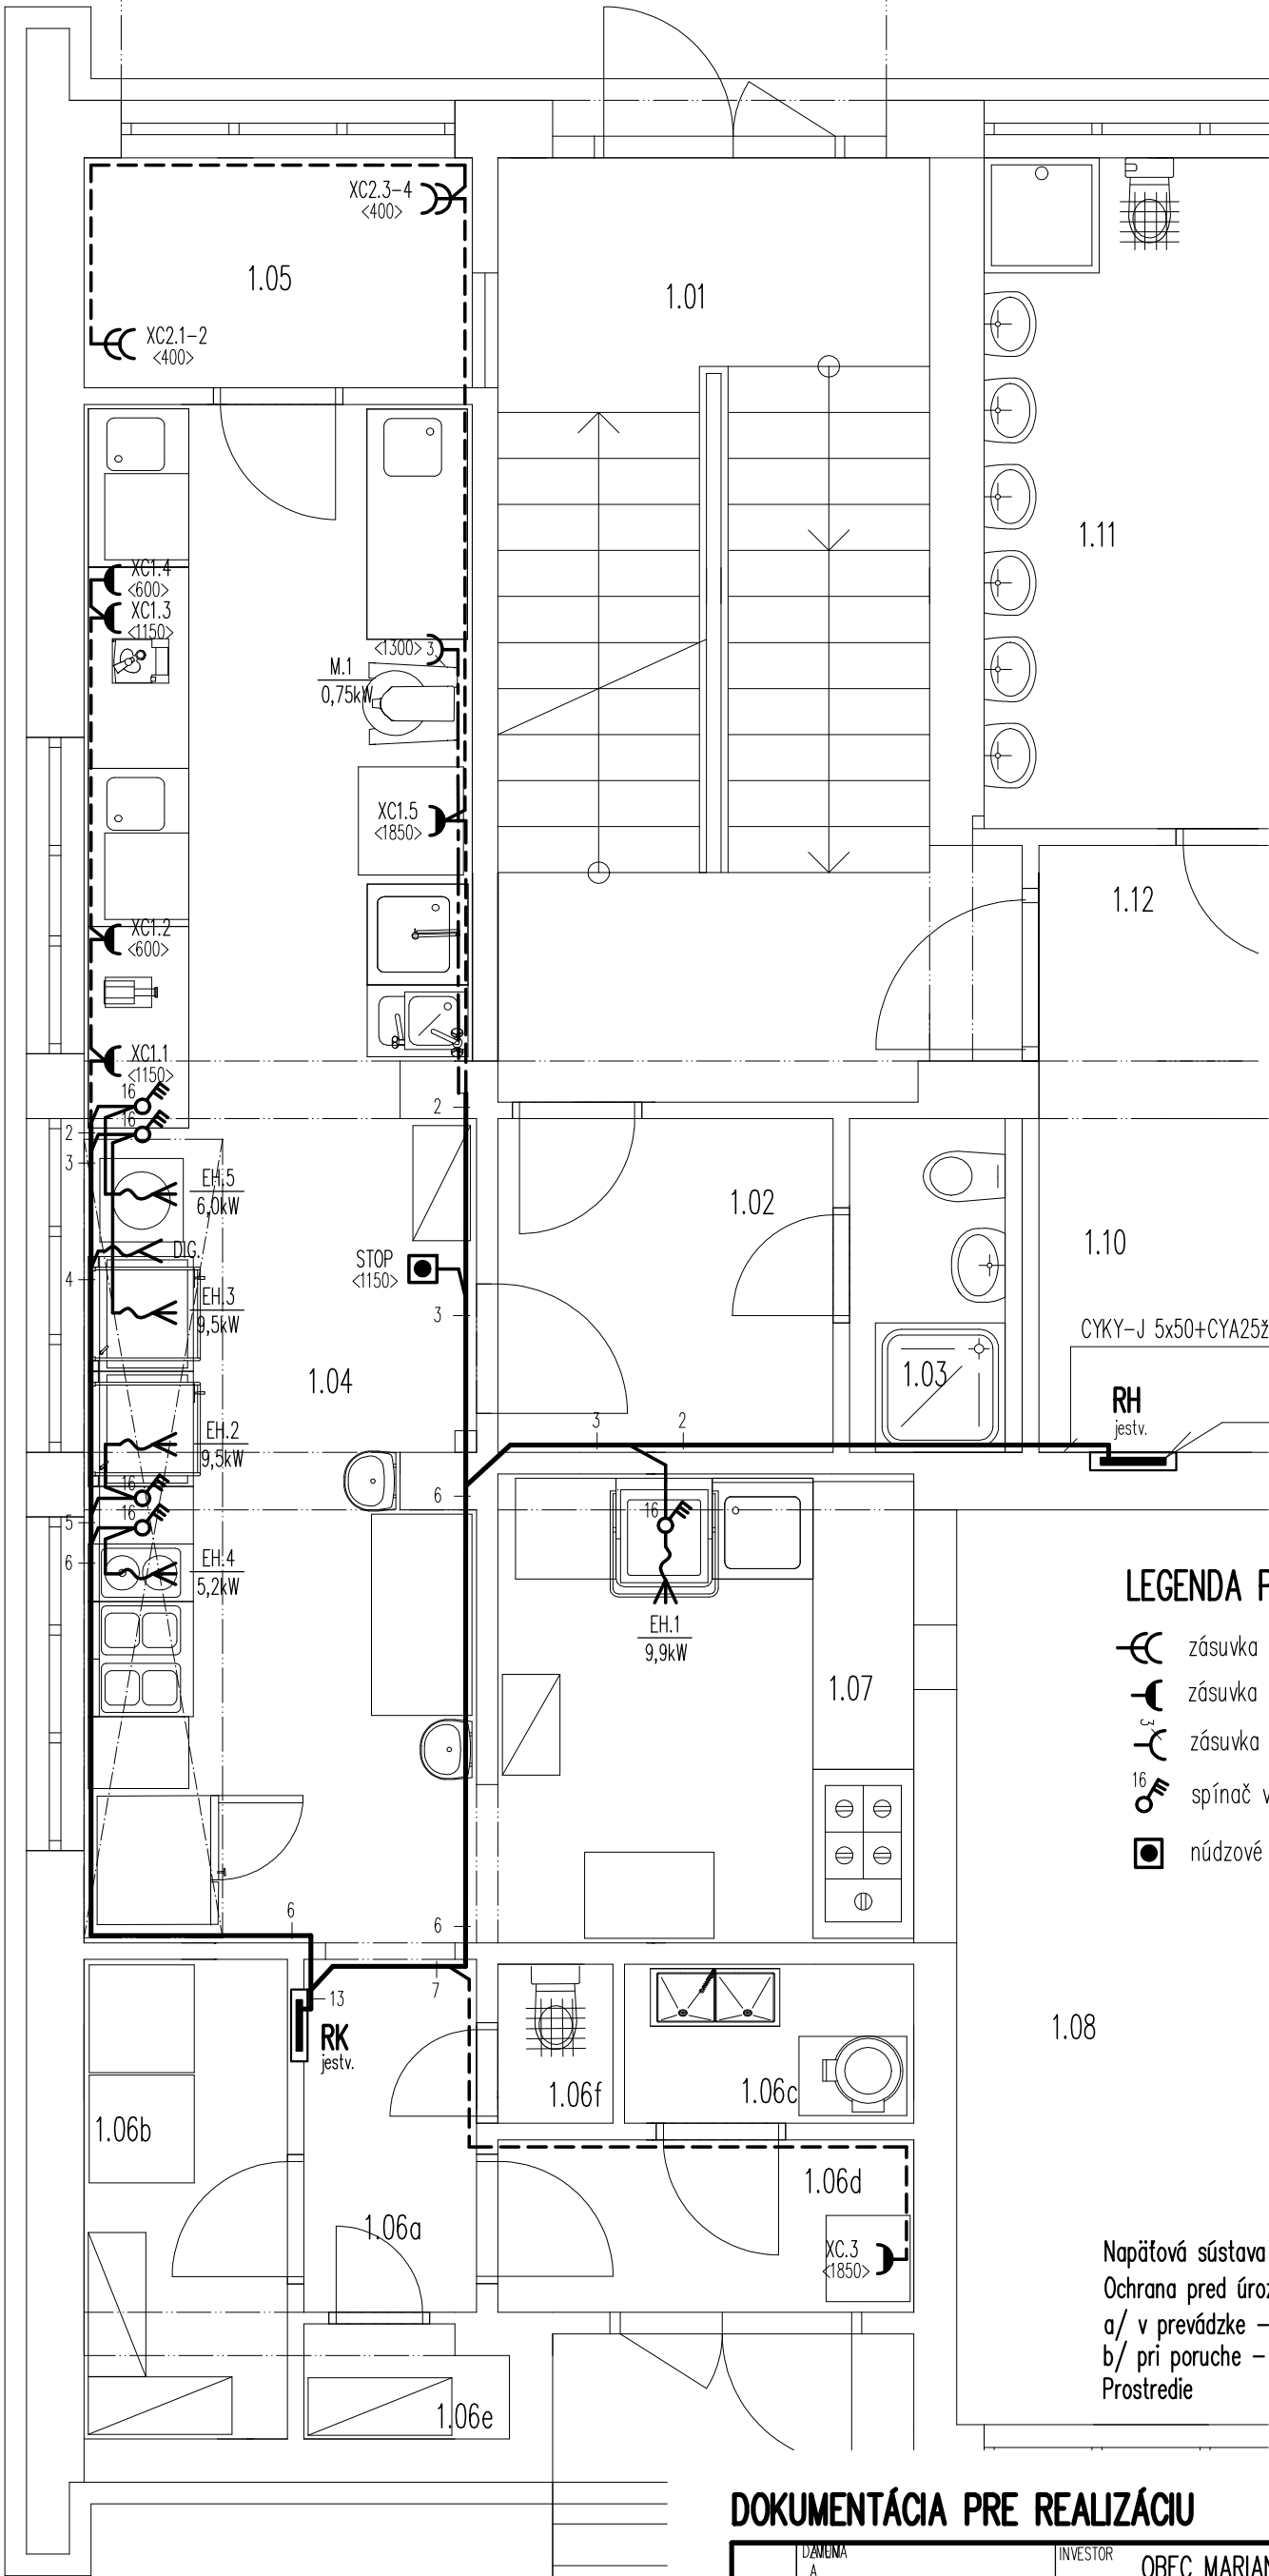 XC2.3-4
<400>
1.05
1.01
XC2.1-2
<400>
1.11
XC1.4
<600>
XC1.3
<1150>
<1300> 3
M.1
0,75kW
XC1.5
<1850>
1.12
XC1.2
<600>
XC1.1
<1150>
16
16
2
2
3
EH.5
6,0kW
1.02
1.10
DIG.
STOP
<1150>
4
EH.3
9,5kW
3
CYKY-J 5x50+CYA25ž
1.04
1.03
RH
jestv.
EH.2
9,5kW
3
2
16
6
16
16
5
6
EH.4
5,2kW
LEGENDA P
EH.1
9,9kW
zásuvka
1.07
zásuvka
3
zásuvka
16
spínač v
núdzové
6
6
7
13
RK
jestv.
1.08
1.06f
1.06c
1.06b
1.06d
1.06a
XC.3
<1850>
Napäťová sústava
Ochrana pred úroz
a/ v prevádzke -
b/ pri poruche -
Prostredie
1.06e
DOKUMENTÁCIA PRE REALIZÁCIU
A
INVESTOR
OBEC MARIAN